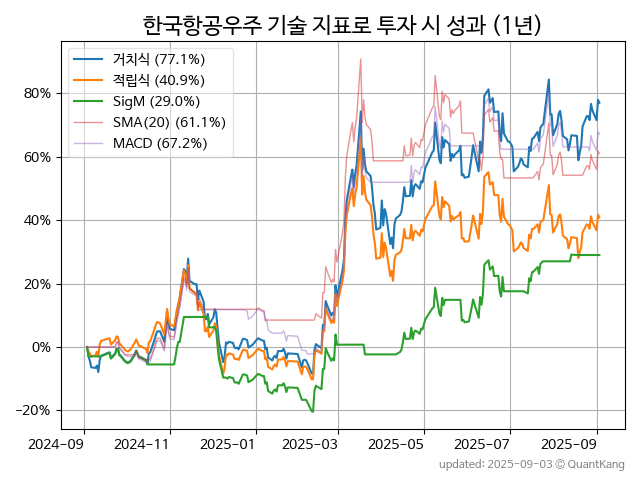 한국항공우주 기술 지표로 투자 시 성과 (1년)
거치식 (77.1%)
적립식 (40.9%)
SigM (29.0%)
SMA(20) (61.1%)
MACD (67.2%)
80%
60%
40%
20%
0%
−20%
2024-09 2024-11 2025-01 2025-03 2025-05 2025-07 2025-09
updated: 2025-09-03 © QuantKang